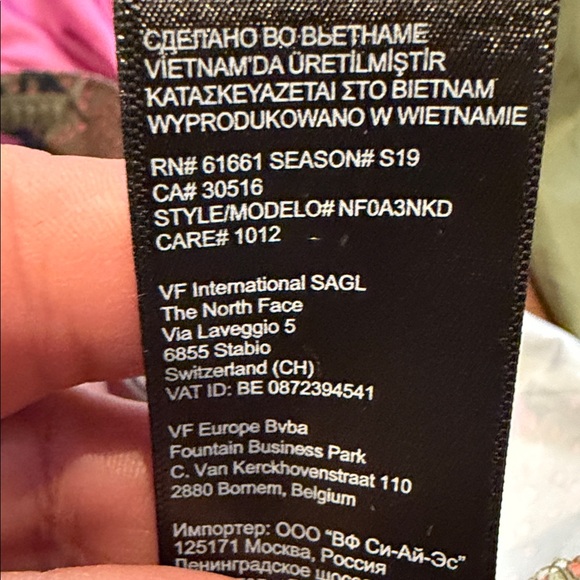 СДЕЛАНО ВО ВЬЕТНАМЕ
VIETNAM'DA ÜRETİLMİŞTİR
ΚΑΤΑΣΚΕΥΑΖΕΤΑΙ ΣΤΟ ΒΙΕΤΝΑΜ
WYPRODUKOWANO W WIETNAMIE
RN# 61661 SEASON# S19
CA# 30516
STYLE/MODELO# NF0A3NKD
CARE# 1012
VF International SAGL
The North Face
Via Laveggio 5
6855 Stabio
Switzerland (CH)
VAT ID: BE 0872394541
VF Europe Bvba
Fountain Business Park
C. Van Kerckhovenstraat 110
2880 Bornem, Belgium
Импортер: ООО "ВФ Си-Ай-Эс"
125171 Москва, Россия
Ленинградское шоссе